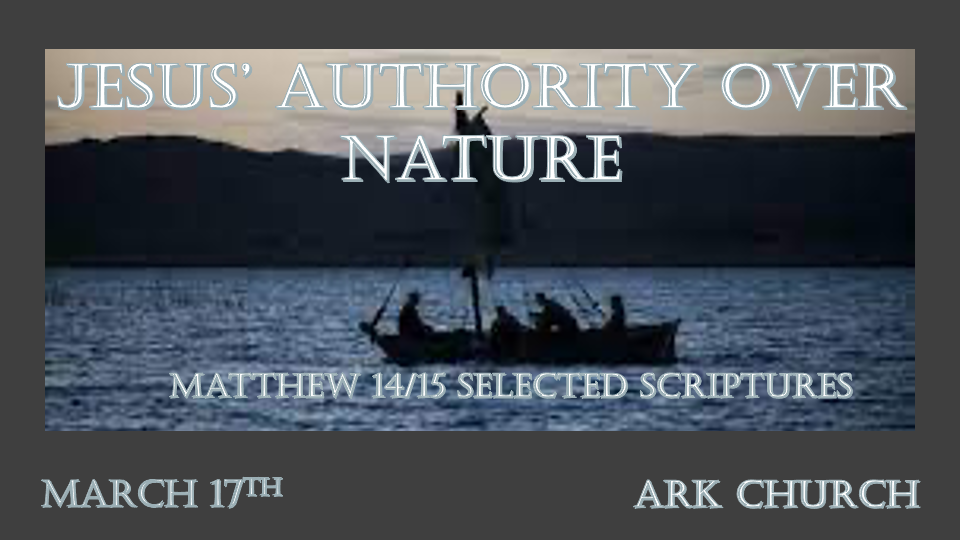 JESUS’ AUTHORITY OVER
NATURE
MATTHEW 14/15 SELECTED SCRIPTURES
MARCH 17TH
ARK CHURCH